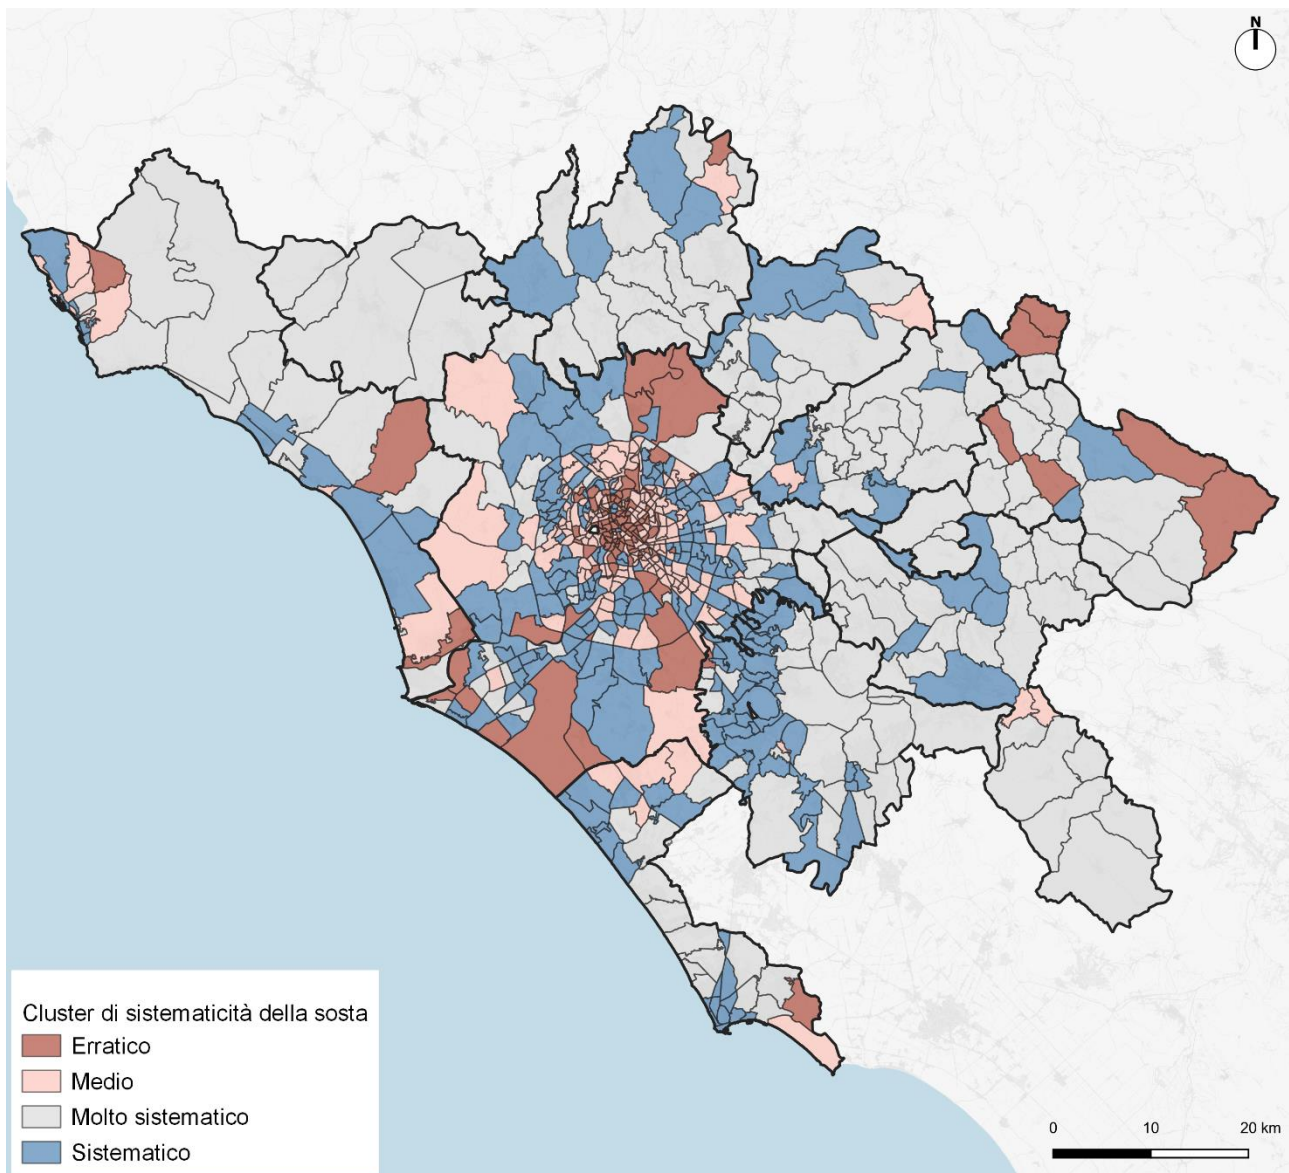 N
Cluster di sistematicità della sosta
Erratico
Medio
Molto sistematico
Sistematico
0 10 20 km